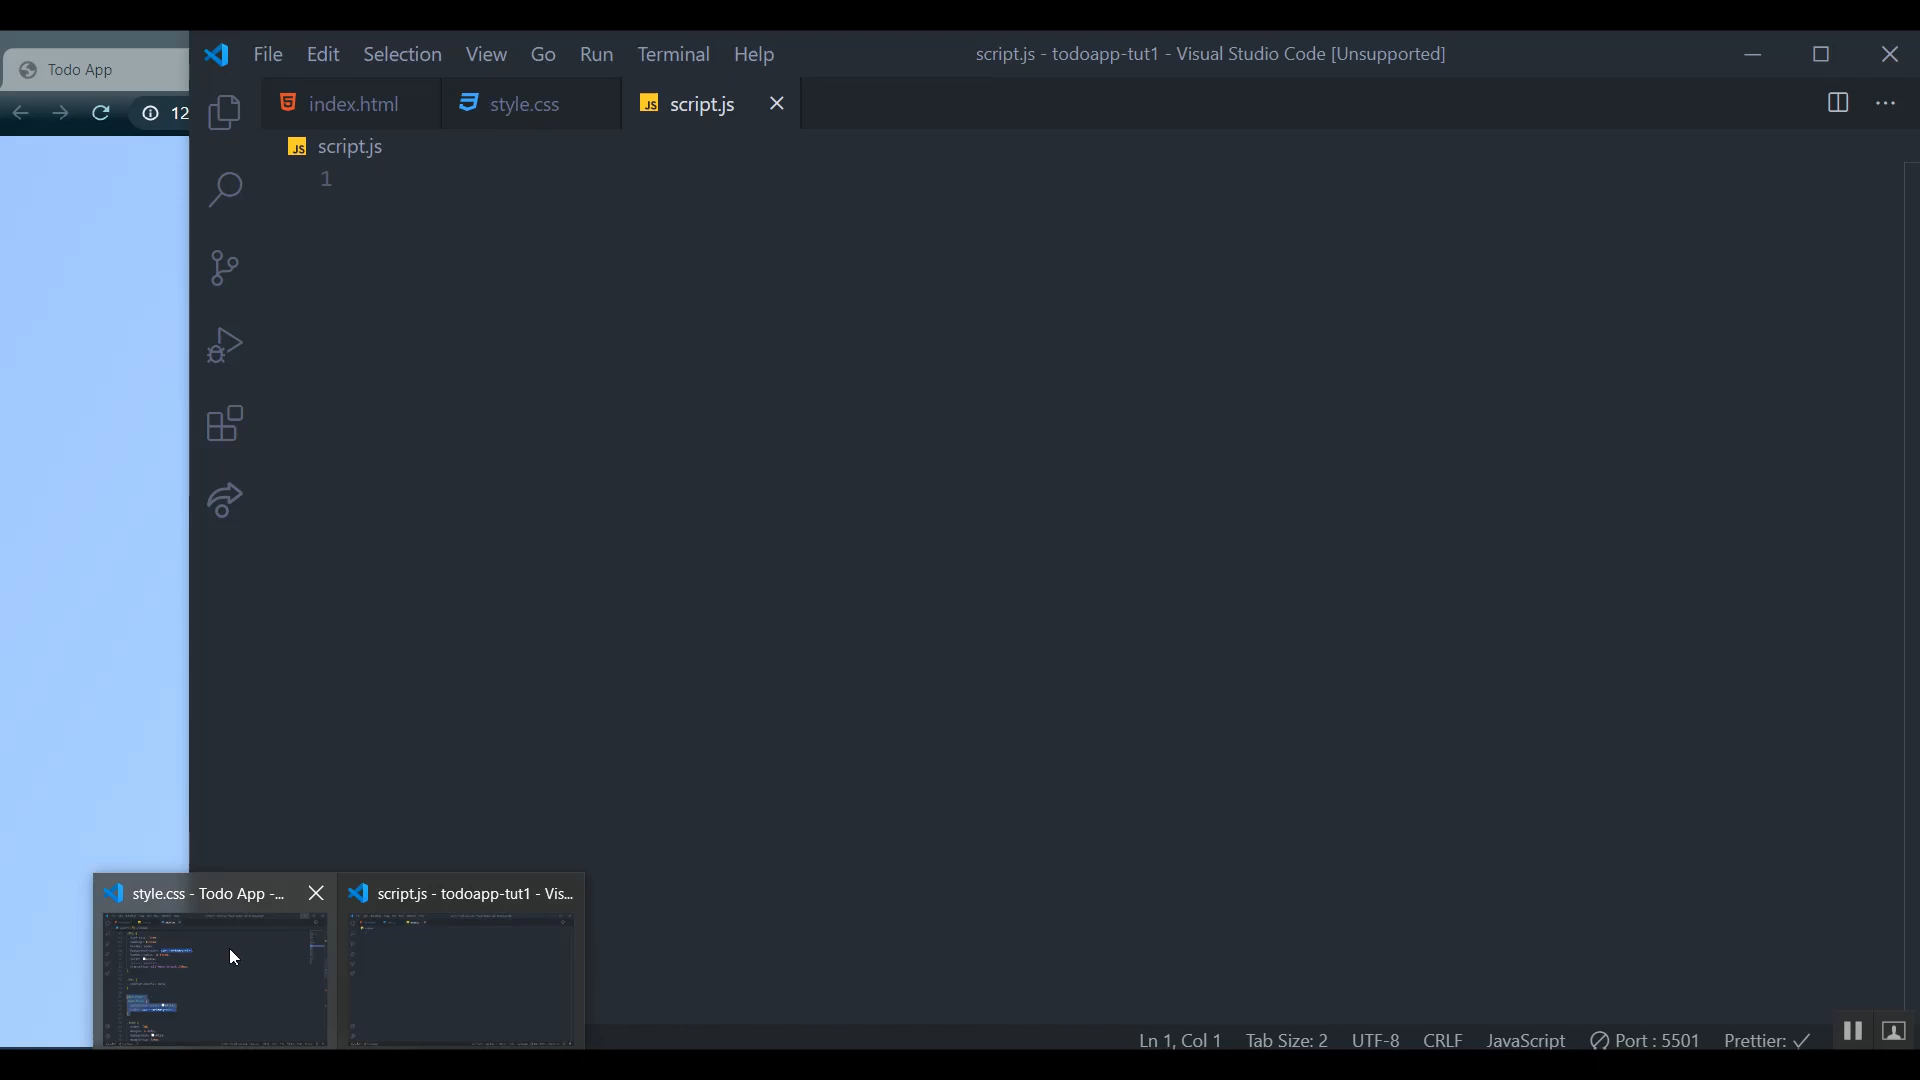 Todo App
12
File Edit Selection View Go Run Terminal Help
script.js - todoapp-tut1 - Visual Studio Code [Unsupported]
index.html
style.css
JS script.js
JS script.js
1
style.css - Todo App -...
script.js - todoapp-tut1 - Vis...
Ln 1, Col 1 Tab Size: 2 UTF-8 CRLF JavaScript Port : 5501 Prettier: